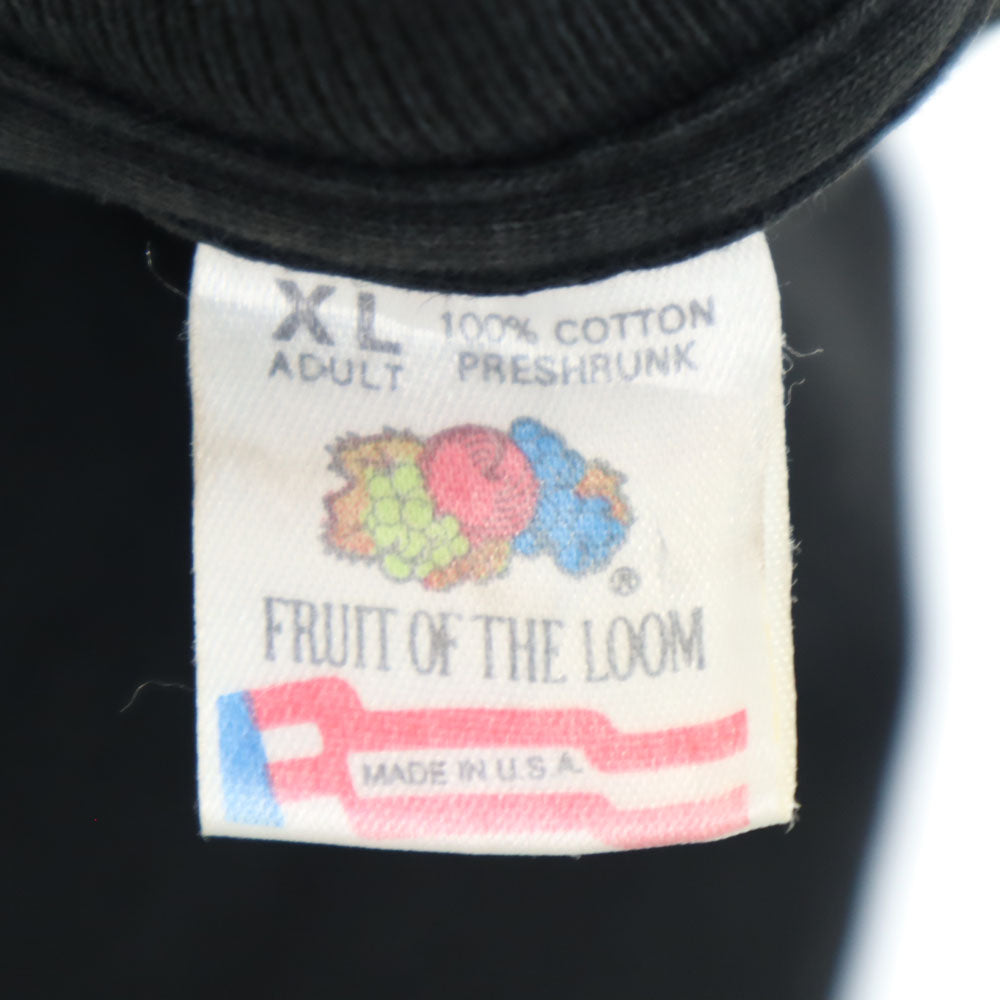 XL
ADULT
100% COTTON
PRESHRUNK
®
FRUIT OF THE LOOM
MADE IN U.S.A.